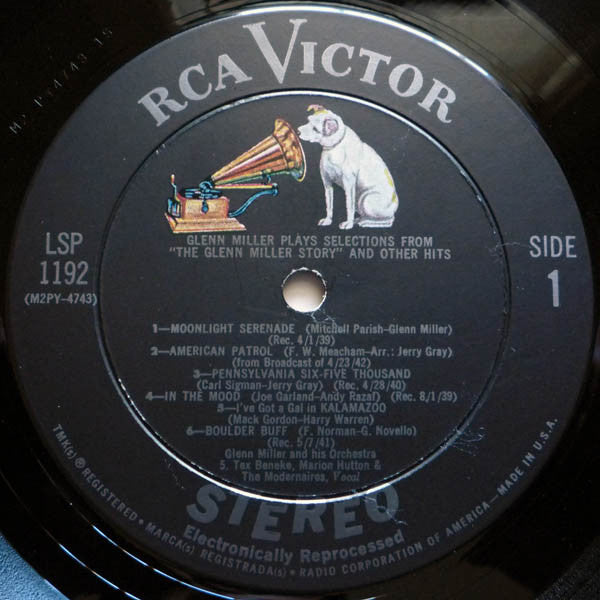 RCA VICTOR
GLENN MILLER PLAYS SELECTIONS FROM
"THE GLENN MILLER STORY" AND OTHER HITS
LSP
1192
(M2PY-4743)
SIDE
1
1—MOONLIGHT SERENADE (Mitchell Parish-Glenn Miller)
(Rec. 4/1/39)
2—AMERICAN PATROL (F. W. Meacham-Arr.: Jerry Gray)
(from Broadcast of 4/23/42)
3—PENNSYLVANIA SIX-FIVE THOUSAND
(Carl Sigman-Jerry Gray) (Rec. 4/28/40)
4—IN THE MOOD (Joe Garland-Andy Razaf) (Rec. 8/1/39)
5—I've Got a Gal in KALAMAZOO
(Mack Gordon-Harry Warren)
6—BOULDER BUFF (F. Norman-G. Novello)
(Rec. 5/7/41)
Glenn Miller and his Orchestra
5. Tex Beneke, Marion Hutton &
The Modernaires, Vocal
STEREO
Electronically Reprocessed
TMK(s) ® REGISTERED • MARCA(s) REGISTRADA(s) • RADIO CORPORATION OF AMERICA—MADE IN U.S.A.